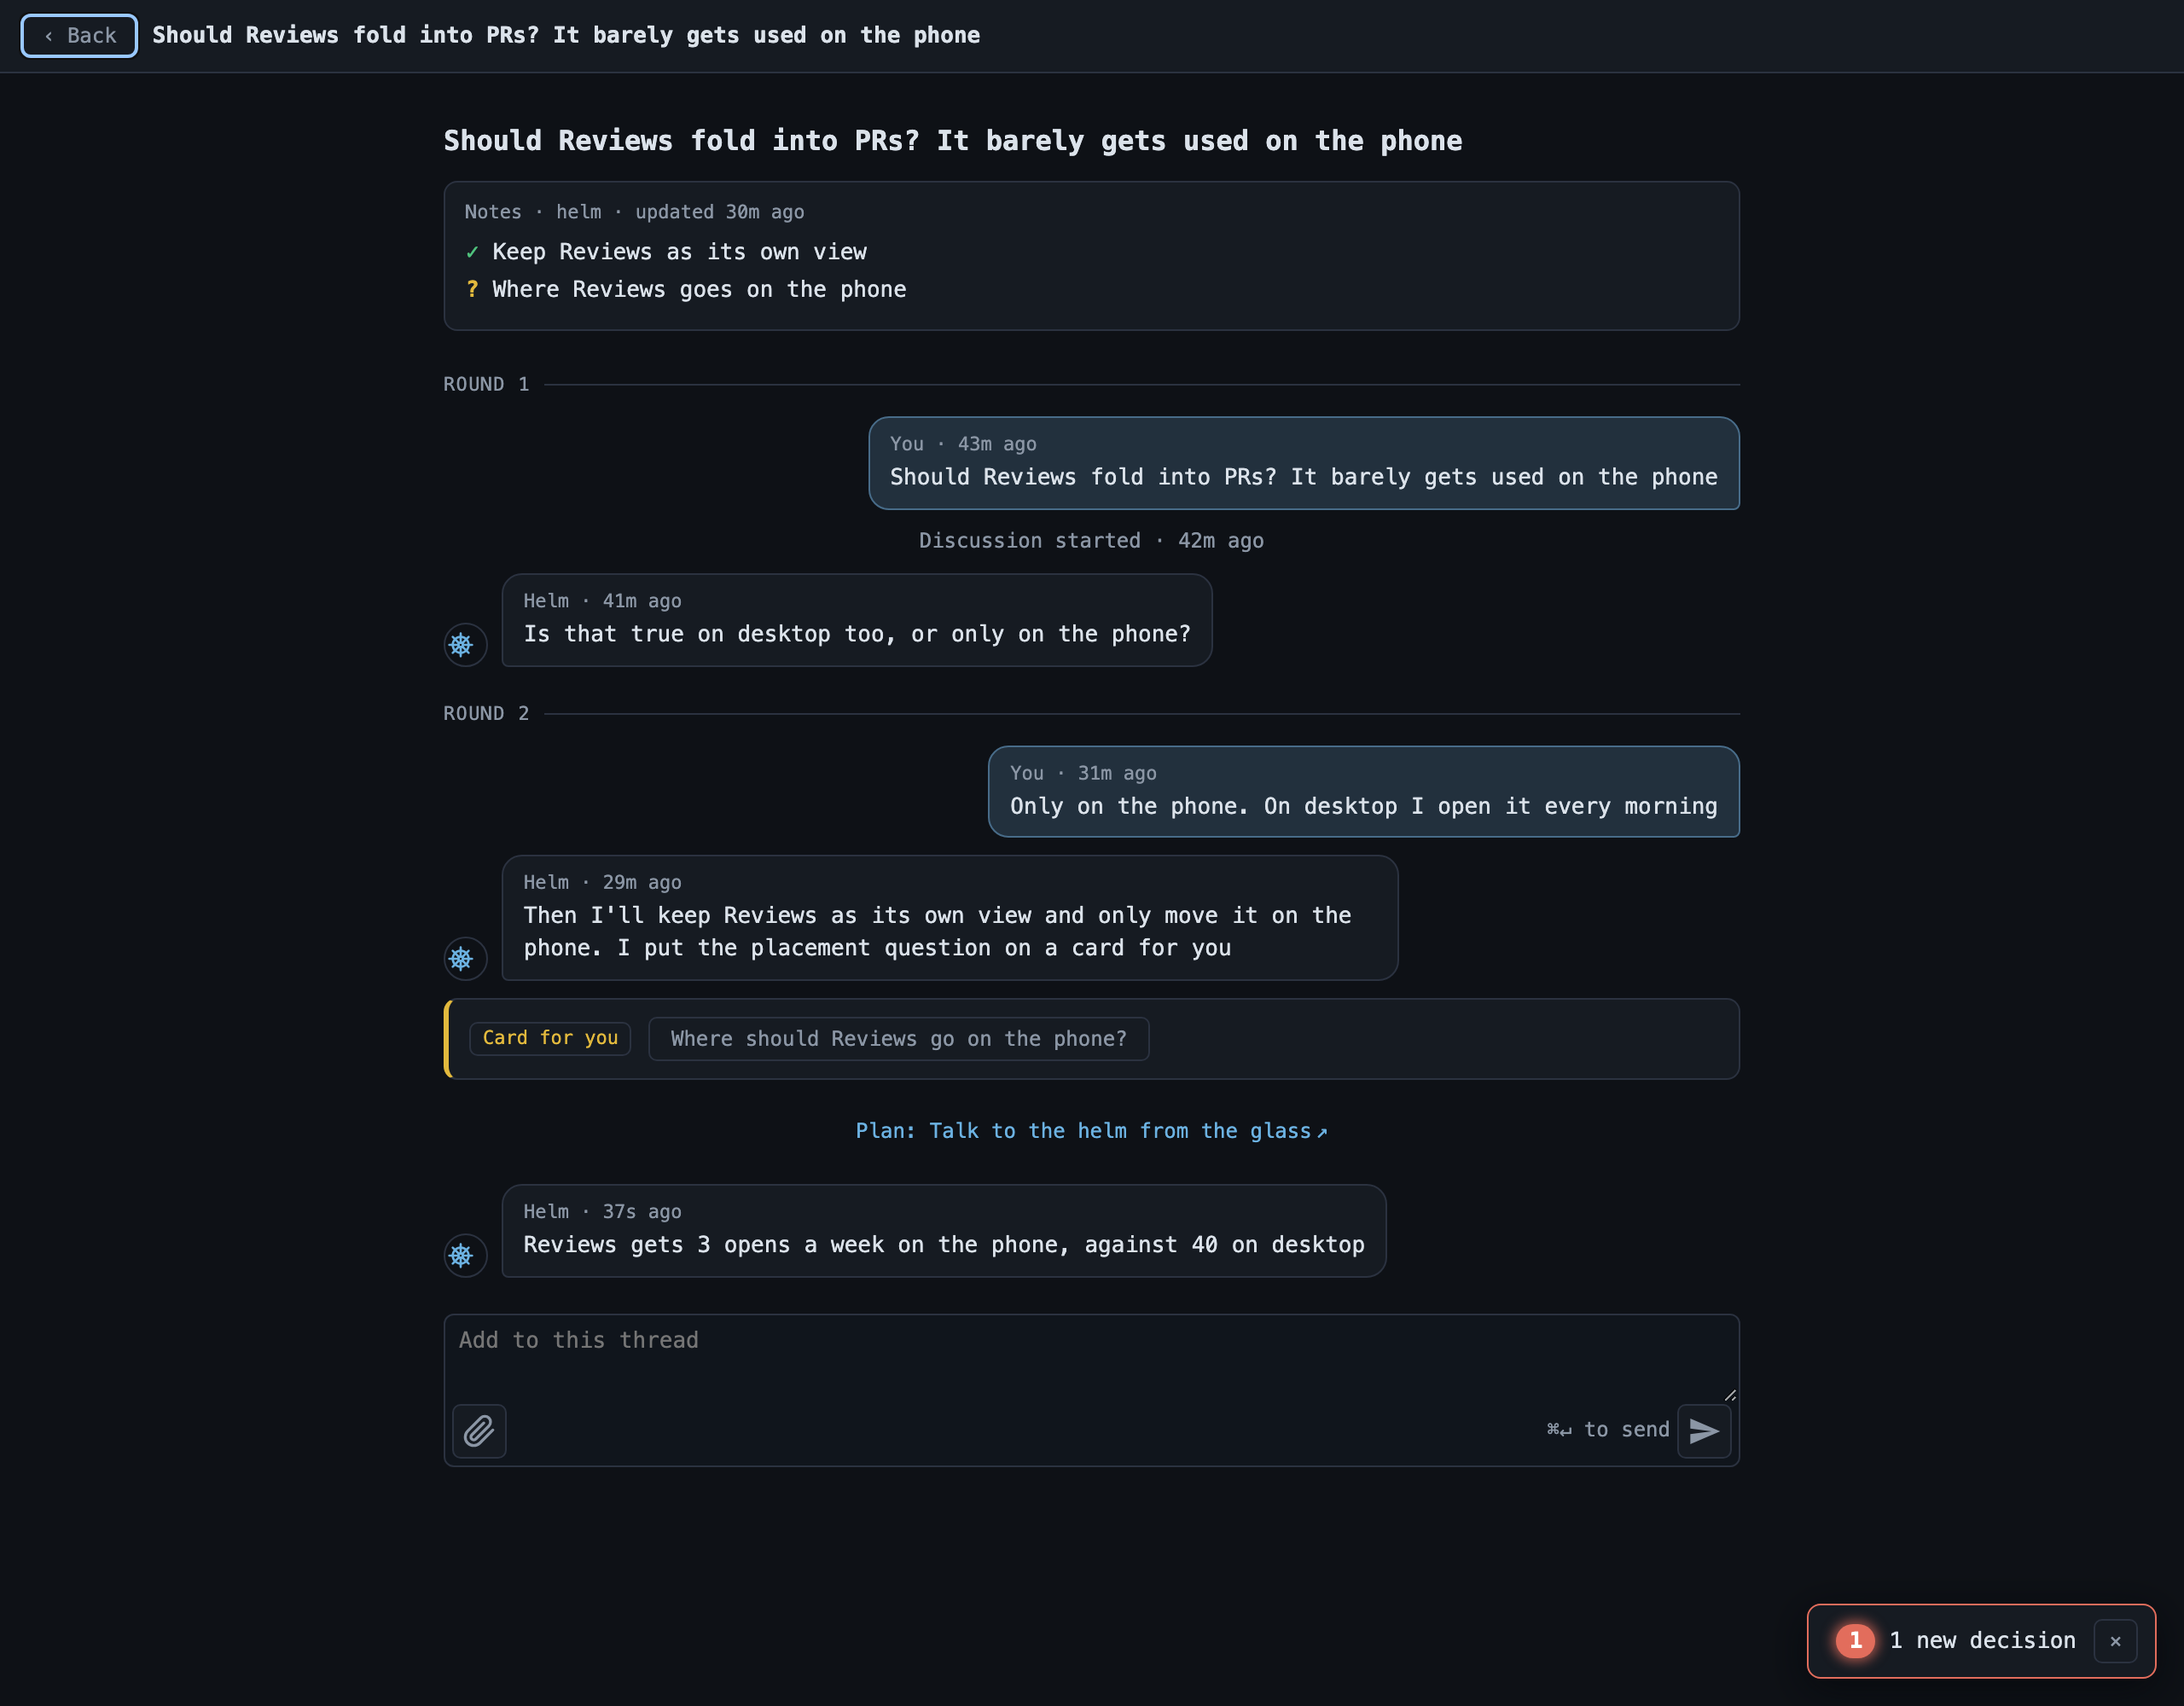 ‹ Back
Should Reviews fold into PRs? It barely gets used on the phone
Should Reviews fold into PRs? It barely gets used on the phone
Notes · helm · updated 30m ago
✓ Keep Reviews as its own view
? Where Reviews goes on the phone
ROUND 1
You · 43m ago
Should Reviews fold into PRs? It barely gets used on the phone
Discussion started · 42m ago
Helm · 41m ago
Is that true on desktop too, or only on the phone?
ROUND 2
You · 31m ago
Only on the phone. On desktop I open it every morning
Helm · 29m ago
Then I'll keep Reviews as its own view and only move it on the
phone. I put the placement question on a card for you
Card for you
Where should Reviews go on the phone?
Plan: Talk to the helm from the glass↗
Helm · 37s ago
Reviews gets 3 opens a week on the phone, against 40 on desktop
Add to this thread
⌘↵ to send
1 1 new decision ×